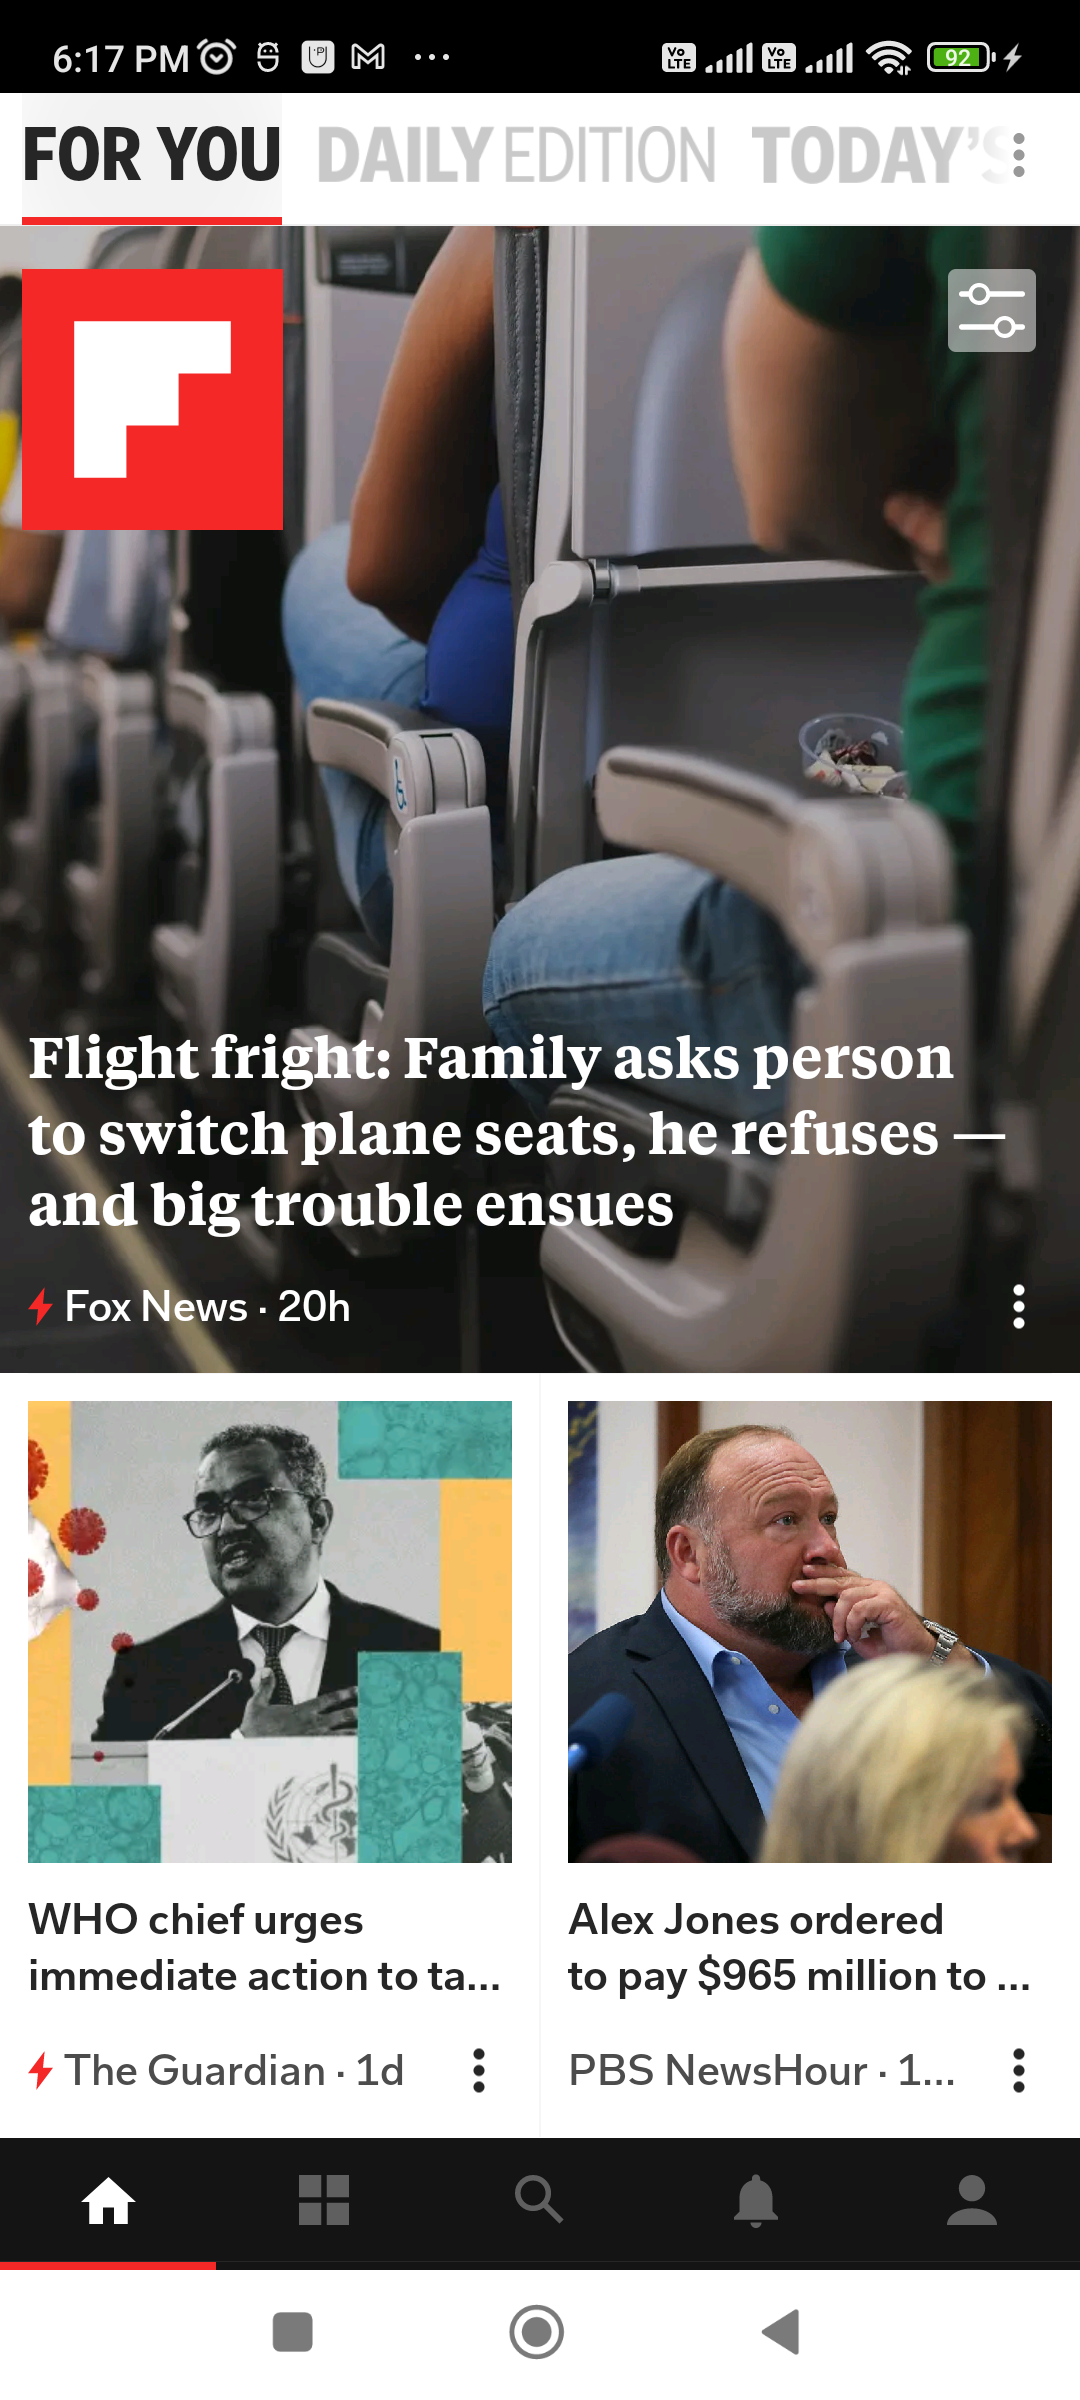 6:17 PM
Vo LTE
Vo LTE
92
FOR YOU
DAILY EDITION
TODAY'S
Flight fright: Family asks person
to switch plane seats, he refuses —
and big trouble ensues
Fox News · 20h
WHO chief urges
immediate action to ta...
The Guardian · 1d
Alex Jones ordered
to pay $965 million to ...
PBS NewsHour · 1...